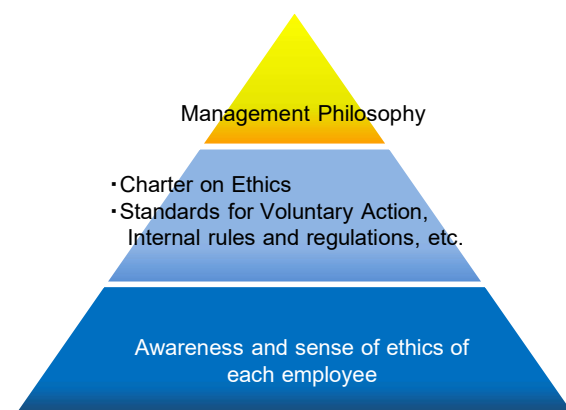 Management Philosophy
・Charter on Ethics
・Standards for Voluntary Action,
Internal rules and regulations, etc.
Awareness and sense of ethics of
each employee